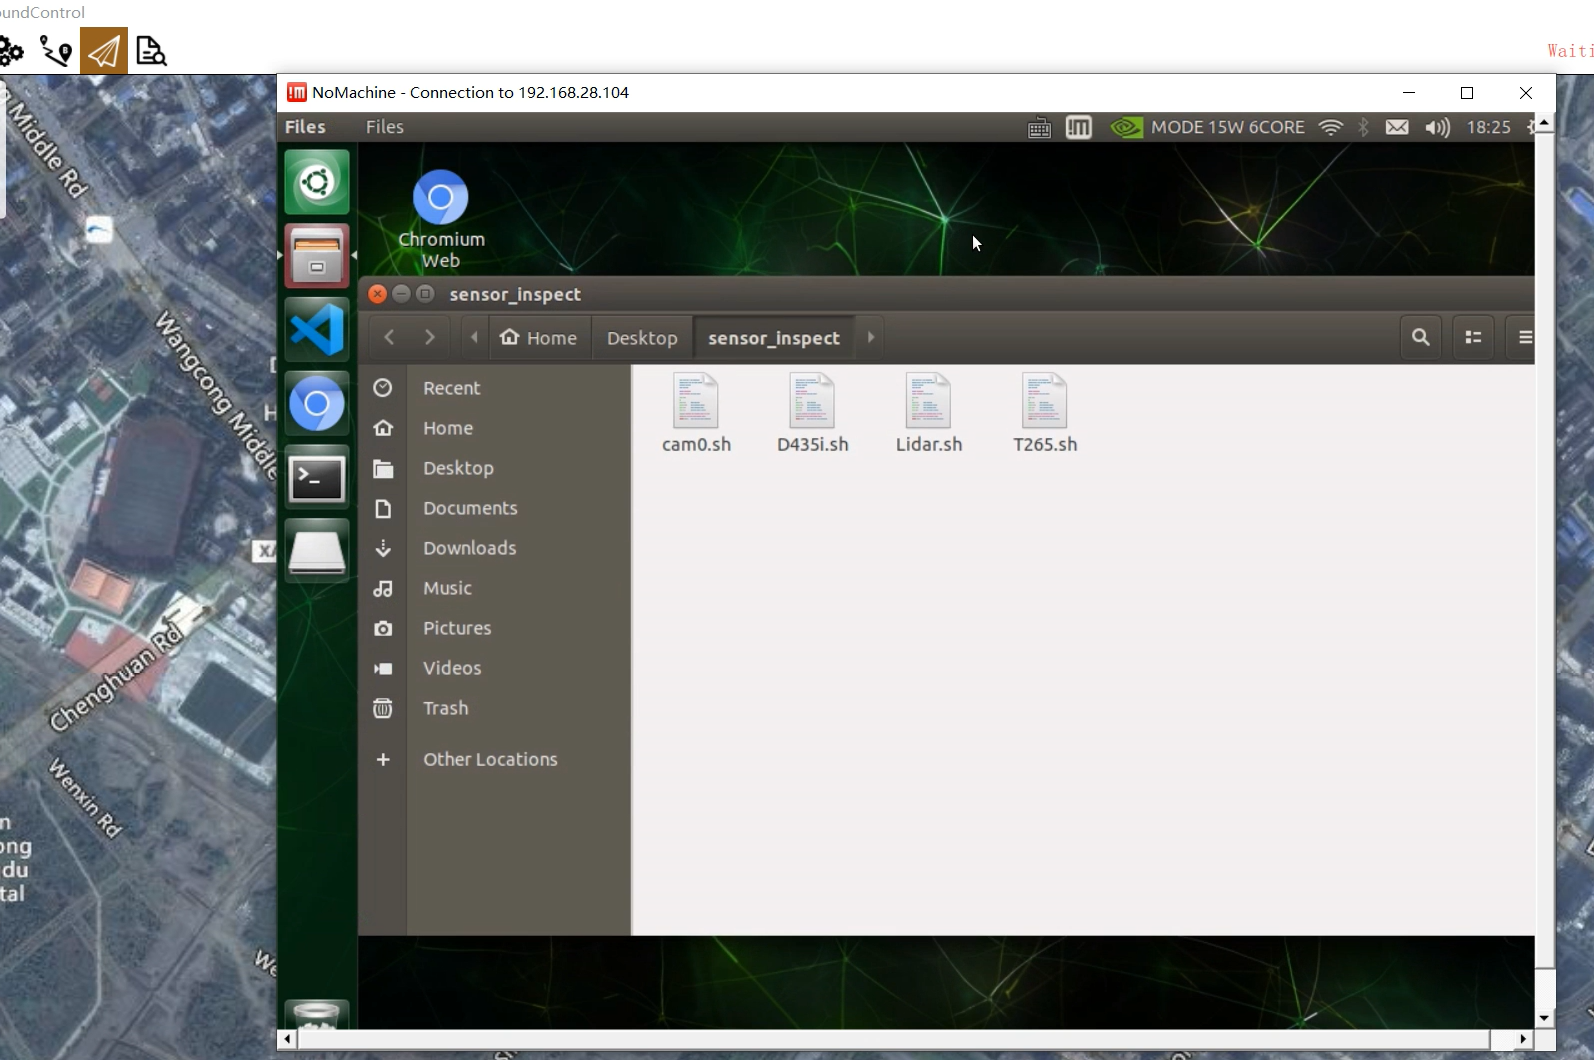 oundControl
Waiti
NoMachine - Connection to 192.168.28.104
Files
Files
MODE 15W 6CORE
18:25
Chromium
Web
sensor_inspect
Home
Desktop
sensor_inspect
Recent
Home
Desktop
Documents
Downloads
Music
Pictures
Videos
Trash
Other Locations
cam0.sh
D435i.sh
Lidar.sh
T265.sh
Middle Rd
Wangcong Middle
Chenghuan Rd
Wenxin Rd
We
n
ong
du
tal